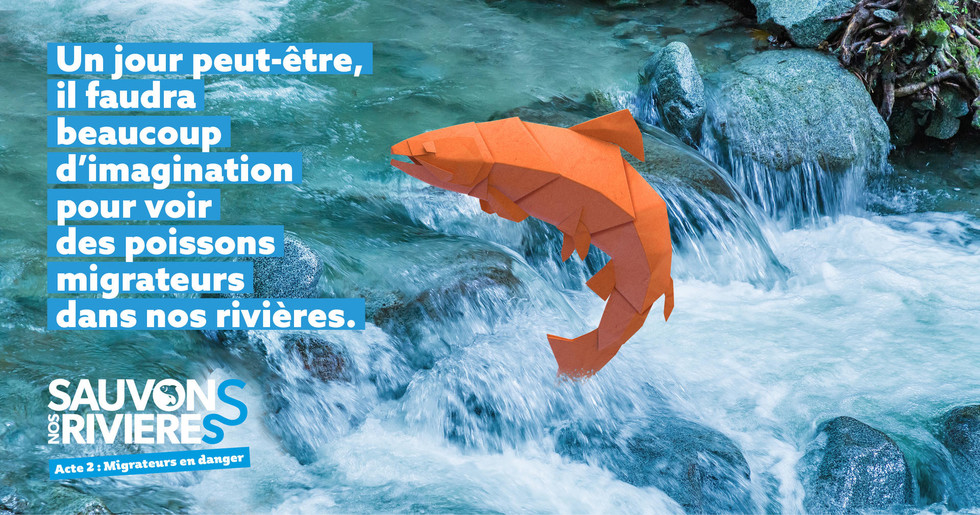 Un jour peut-être,
il faudra
beaucoup
d’imagination
pour voir
des poissons
migrateurs
dans nos rivières.
SAUVONS
NOS RIVIERES
Acte 2 : Migrateurs en danger